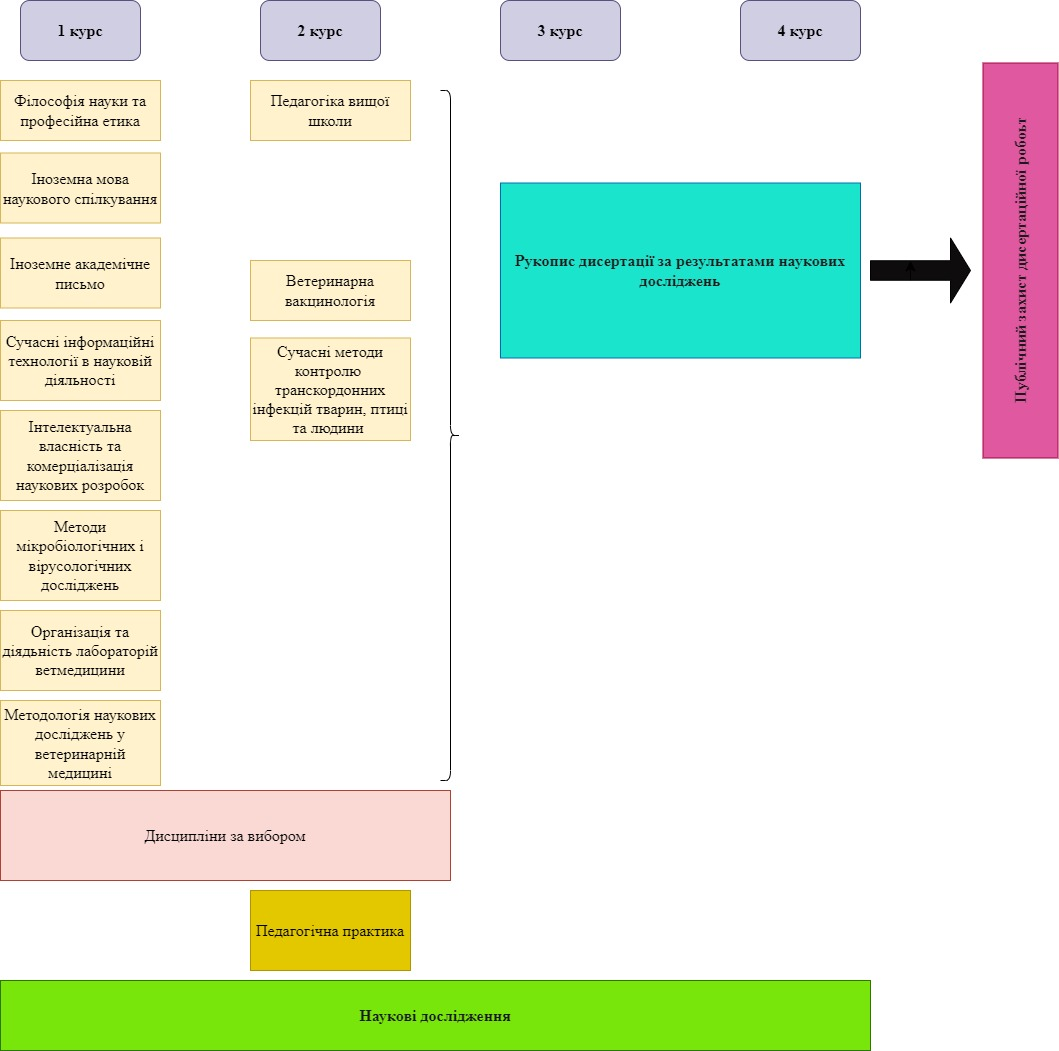 1 курс
2 курс
3 курс
4 курс
Філософія науки та
професійна етика
Іноземна мова
наукового спілкування
Іноземне академічне
письмо
Сучасні інформаційні
технології в науковій
діяльності
Інтелектуальна
власність та
комерціалізація
наукових розробок
Методи
мікробіологічних і
вірусологічних
досліджень
Організація та
діядьність лабораторій
ветмедицини
Методологія наукових
досліджень у
ветеринарній
медицині
Педагогіка вищої
школи
Ветеринарна
вакцинологія
Сучасні методи
контролю
транскордонних
інфекцій тварин, птиці
та людини
Рукопис дисертації за результатами наукових
досліджень
Публічний захист дисертаційної робоьт
Дисципліни за вибором
Педагогічна практика
Наукові дослідження